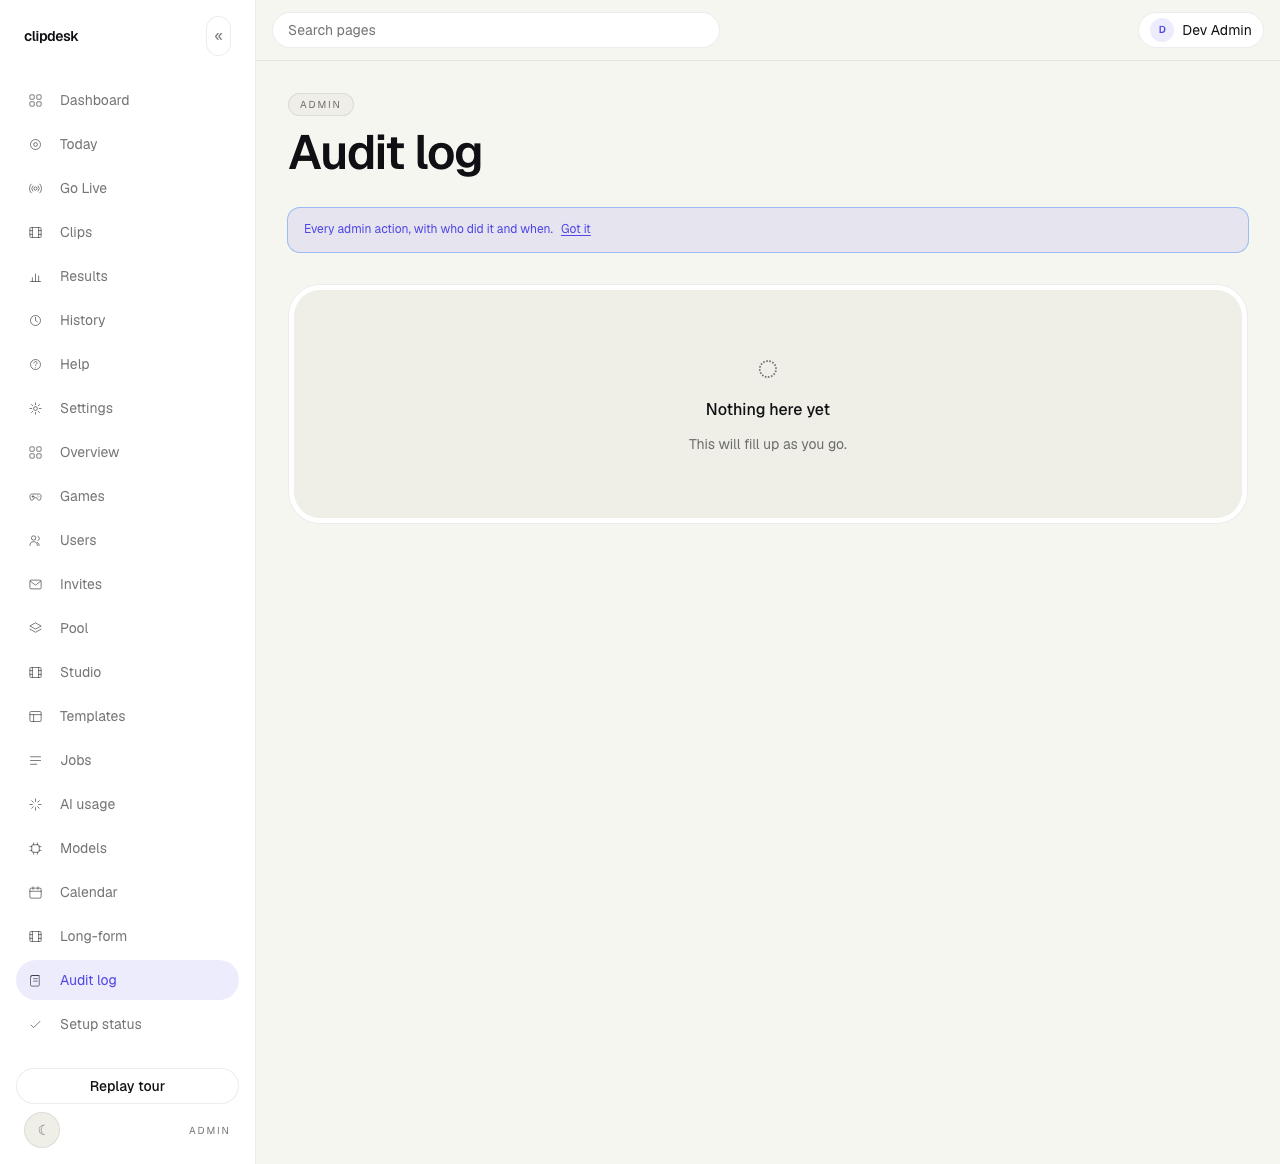 clipdesk
«
Dashboard
Today
Go Live
Clips
Results
History
Help
Settings
Overview
Games
Users
Invites
Pool
Studio
Templates
Jobs
AI usage
Models
Calendar
Long-form
Audit log
Setup status
Replay tour
ADMIN
Search pages
D Dev Admin
ADMIN
Audit log
Every admin action, with who did it and when. Got it
Nothing here yet
This will fill up as you go.